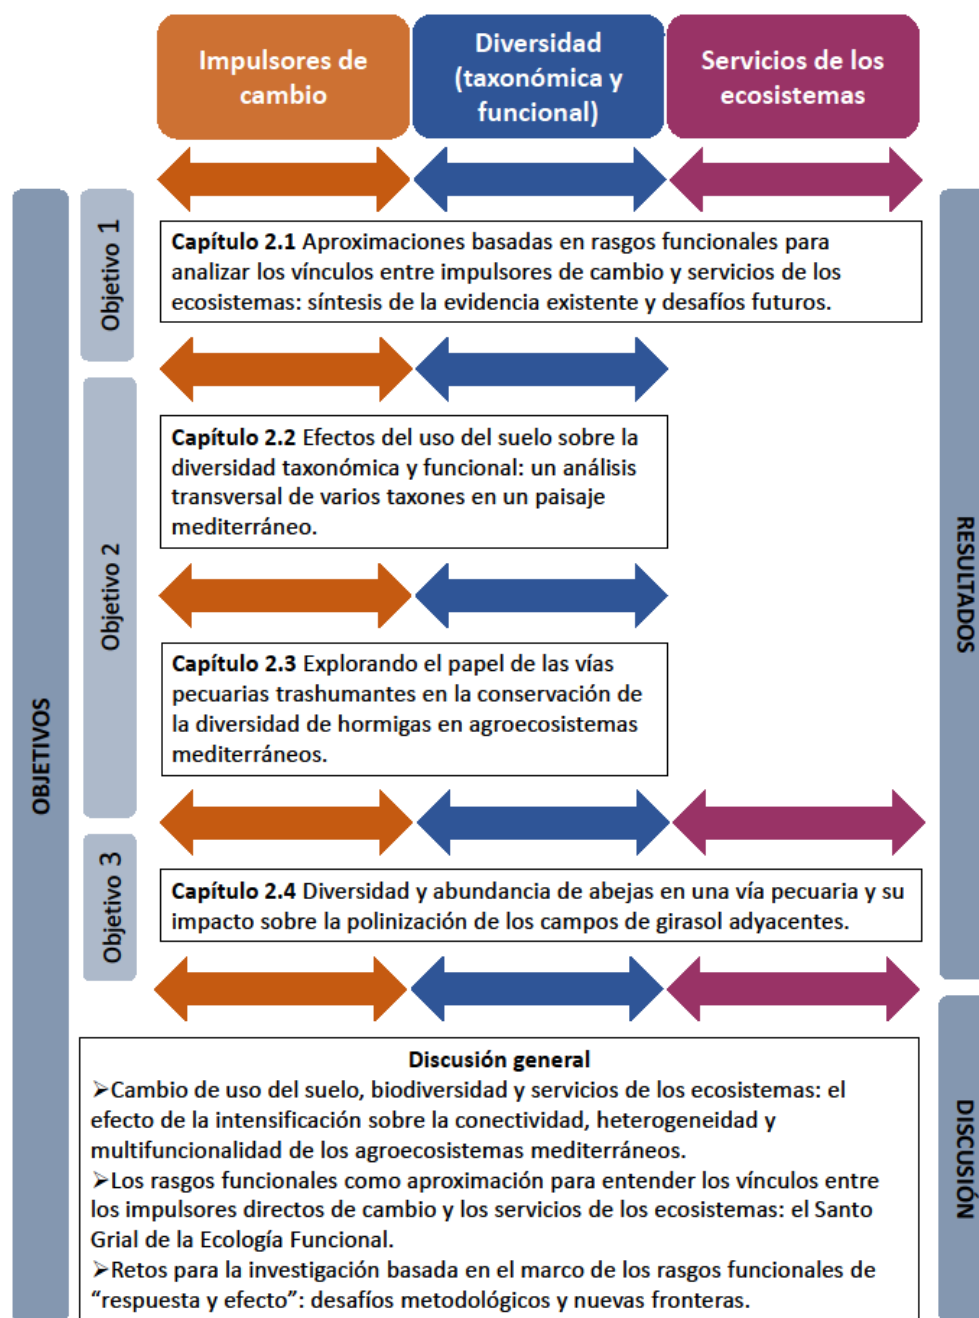 Impulsores de
cambio
Diversidad
(taxonómica y
funcional)
Servicios de los
ecosistemas
OBJETIVOS
Objetivo 1
Capítulo 2.1 Aproximaciones basadas en rasgos funcionales para
analizar los vínculos entre impulsores de cambio y servicios de los
ecosistemas: síntesis de la evidencia existente y desafíos futuros.
Objetivo 2
Capítulo 2.2 Efectos del uso del suelo sobre la
diversidad taxonómica y funcional: un análisis
transversal de varios taxones en un paisaje
mediterráneo.
Capítulo 2.3 Explorando el papel de las vías
pecuarias trashumantes en la conservación de
la diversidad de hormigas en agroecosistemas
mediterráneos.
Objetivo 3
Capítulo 2.4 Diversidad y abundancia de abejas en una vía pecuaria y su
impacto sobre la polinización de los campos de girasol adyacentes.
RESULTADOS
Discusión general
➢Cambio de uso del suelo, biodiversidad y servicios de los ecosistemas: el
efecto de la intensificación sobre la conectividad, heterogeneidad y
multifuncionalidad de los agroecosistemas mediterráneos.
➢Los rasgos funcionales como aproximación para entender los vínculos entre
los impulsores directos de cambio y los servicios de los ecosistemas: el Santo
Grial de la Ecología Funcional.
➢Retos para la investigación basada en el marco de los rasgos funcionales de
“respuesta y efecto”: desafíos metodológicos y nuevas fronteras.
DISCUSIÓN